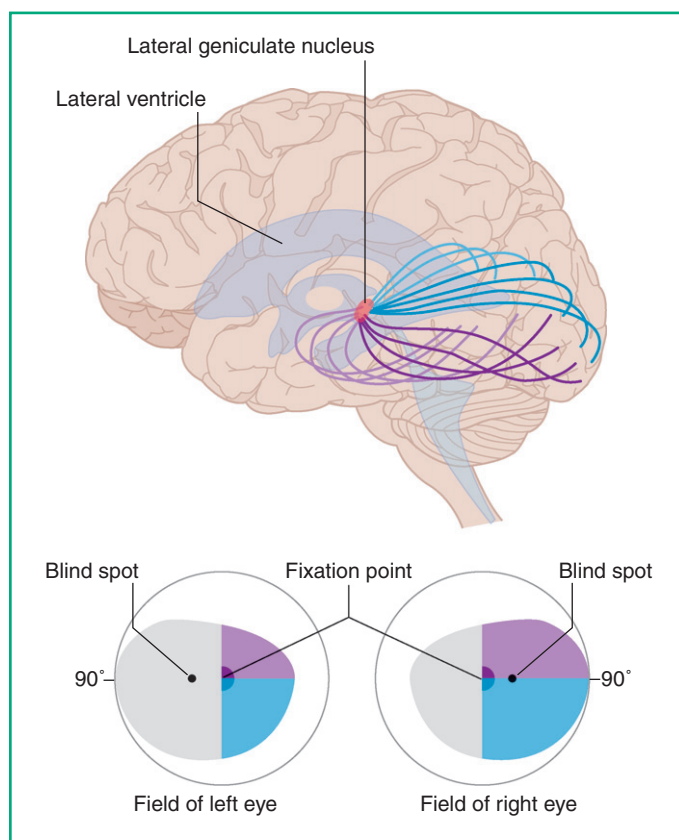 Lateral geniculate nucleus
Lateral ventricle
Blind spot
Fixation point
Blind spot
90˚
90˚
Field of left eye
Field of right eye